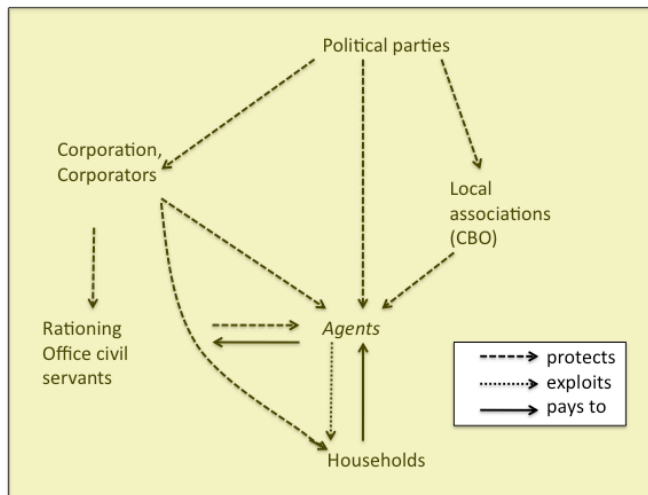 Political parties
Corporation,
Corporators
Local
associations
(CBO)
Rationing
Office civil
servants
Agents
protects
exploits
pays to
Households